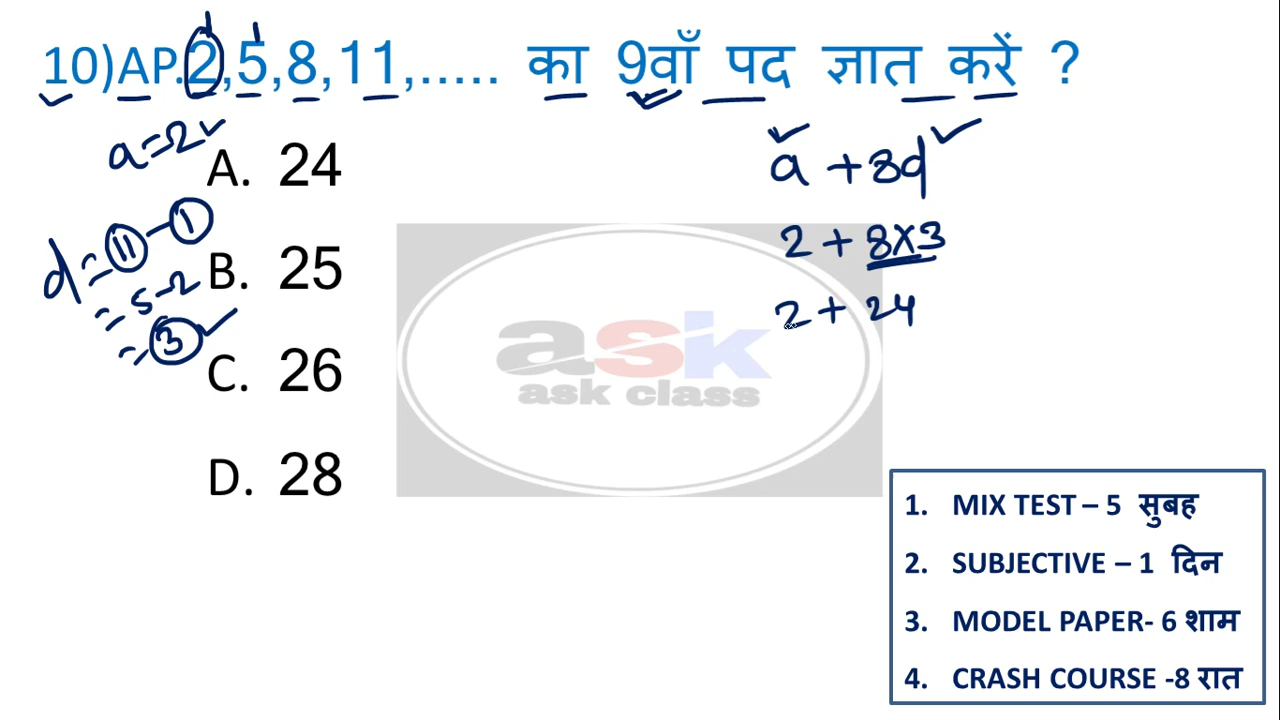 10)AP.2,5,8,11,..... का 9वाँ पद ज्ञात करें ?
a=2
A. 24
d=11-1
B. 25
=5-2
=3
C. 26
D. 28
a+8d
2+8x3
2+24
ask
ask class
1. MIX TEST – 5 सुबह
2. SUBJECTIVE – 1 दिन
3. MODEL PAPER- 6 शाम
4. CRASH COURSE -8 रात